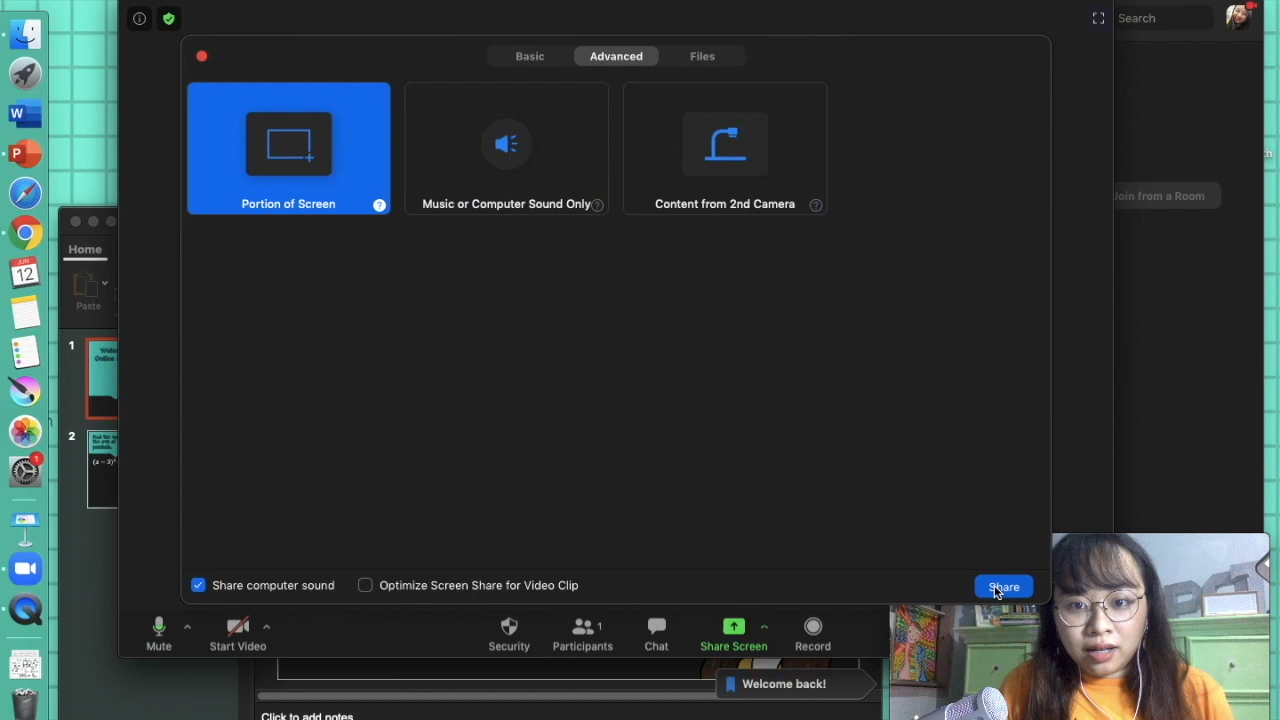 Search
Basic Advanced Files
Portion of Screen ?
Music or Computer Sound Only ?
Content from 2nd Camera ?
Join from a Room
Home
Paste
JUN
12
W
P
1
2
1
Share computer sound
Optimize Screen Share for Video Clip
Share
Mute
Start Video
Security
Participants 1
Chat
Share Screen
Record
Welcome back!
Click to add notes